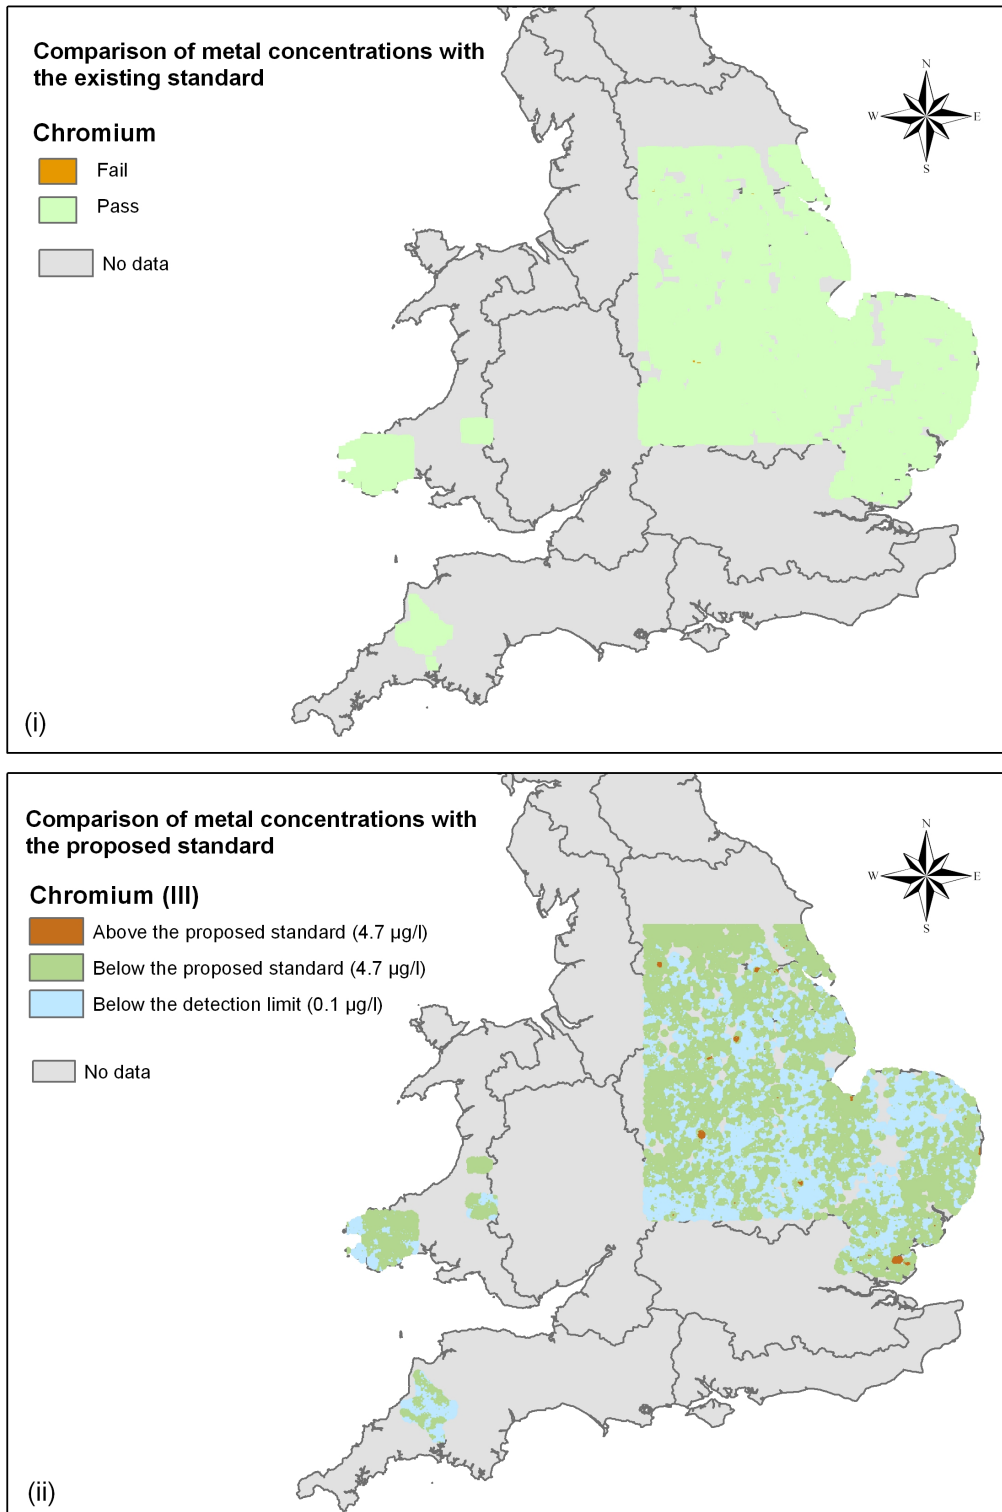 Comparison of metal concentrations with
the existing standard
Chromium
Fail
Pass
No data
N
W
E
S
(i)
Comparison of metal concentrations with
the proposed standard
Chromium (III)
Above the proposed standard (4.7 µg/l)
Below the proposed standard (4.7 µg/l)
Below the detection limit (0.1 µg/l)
No data
N
W
E
S
(ii)